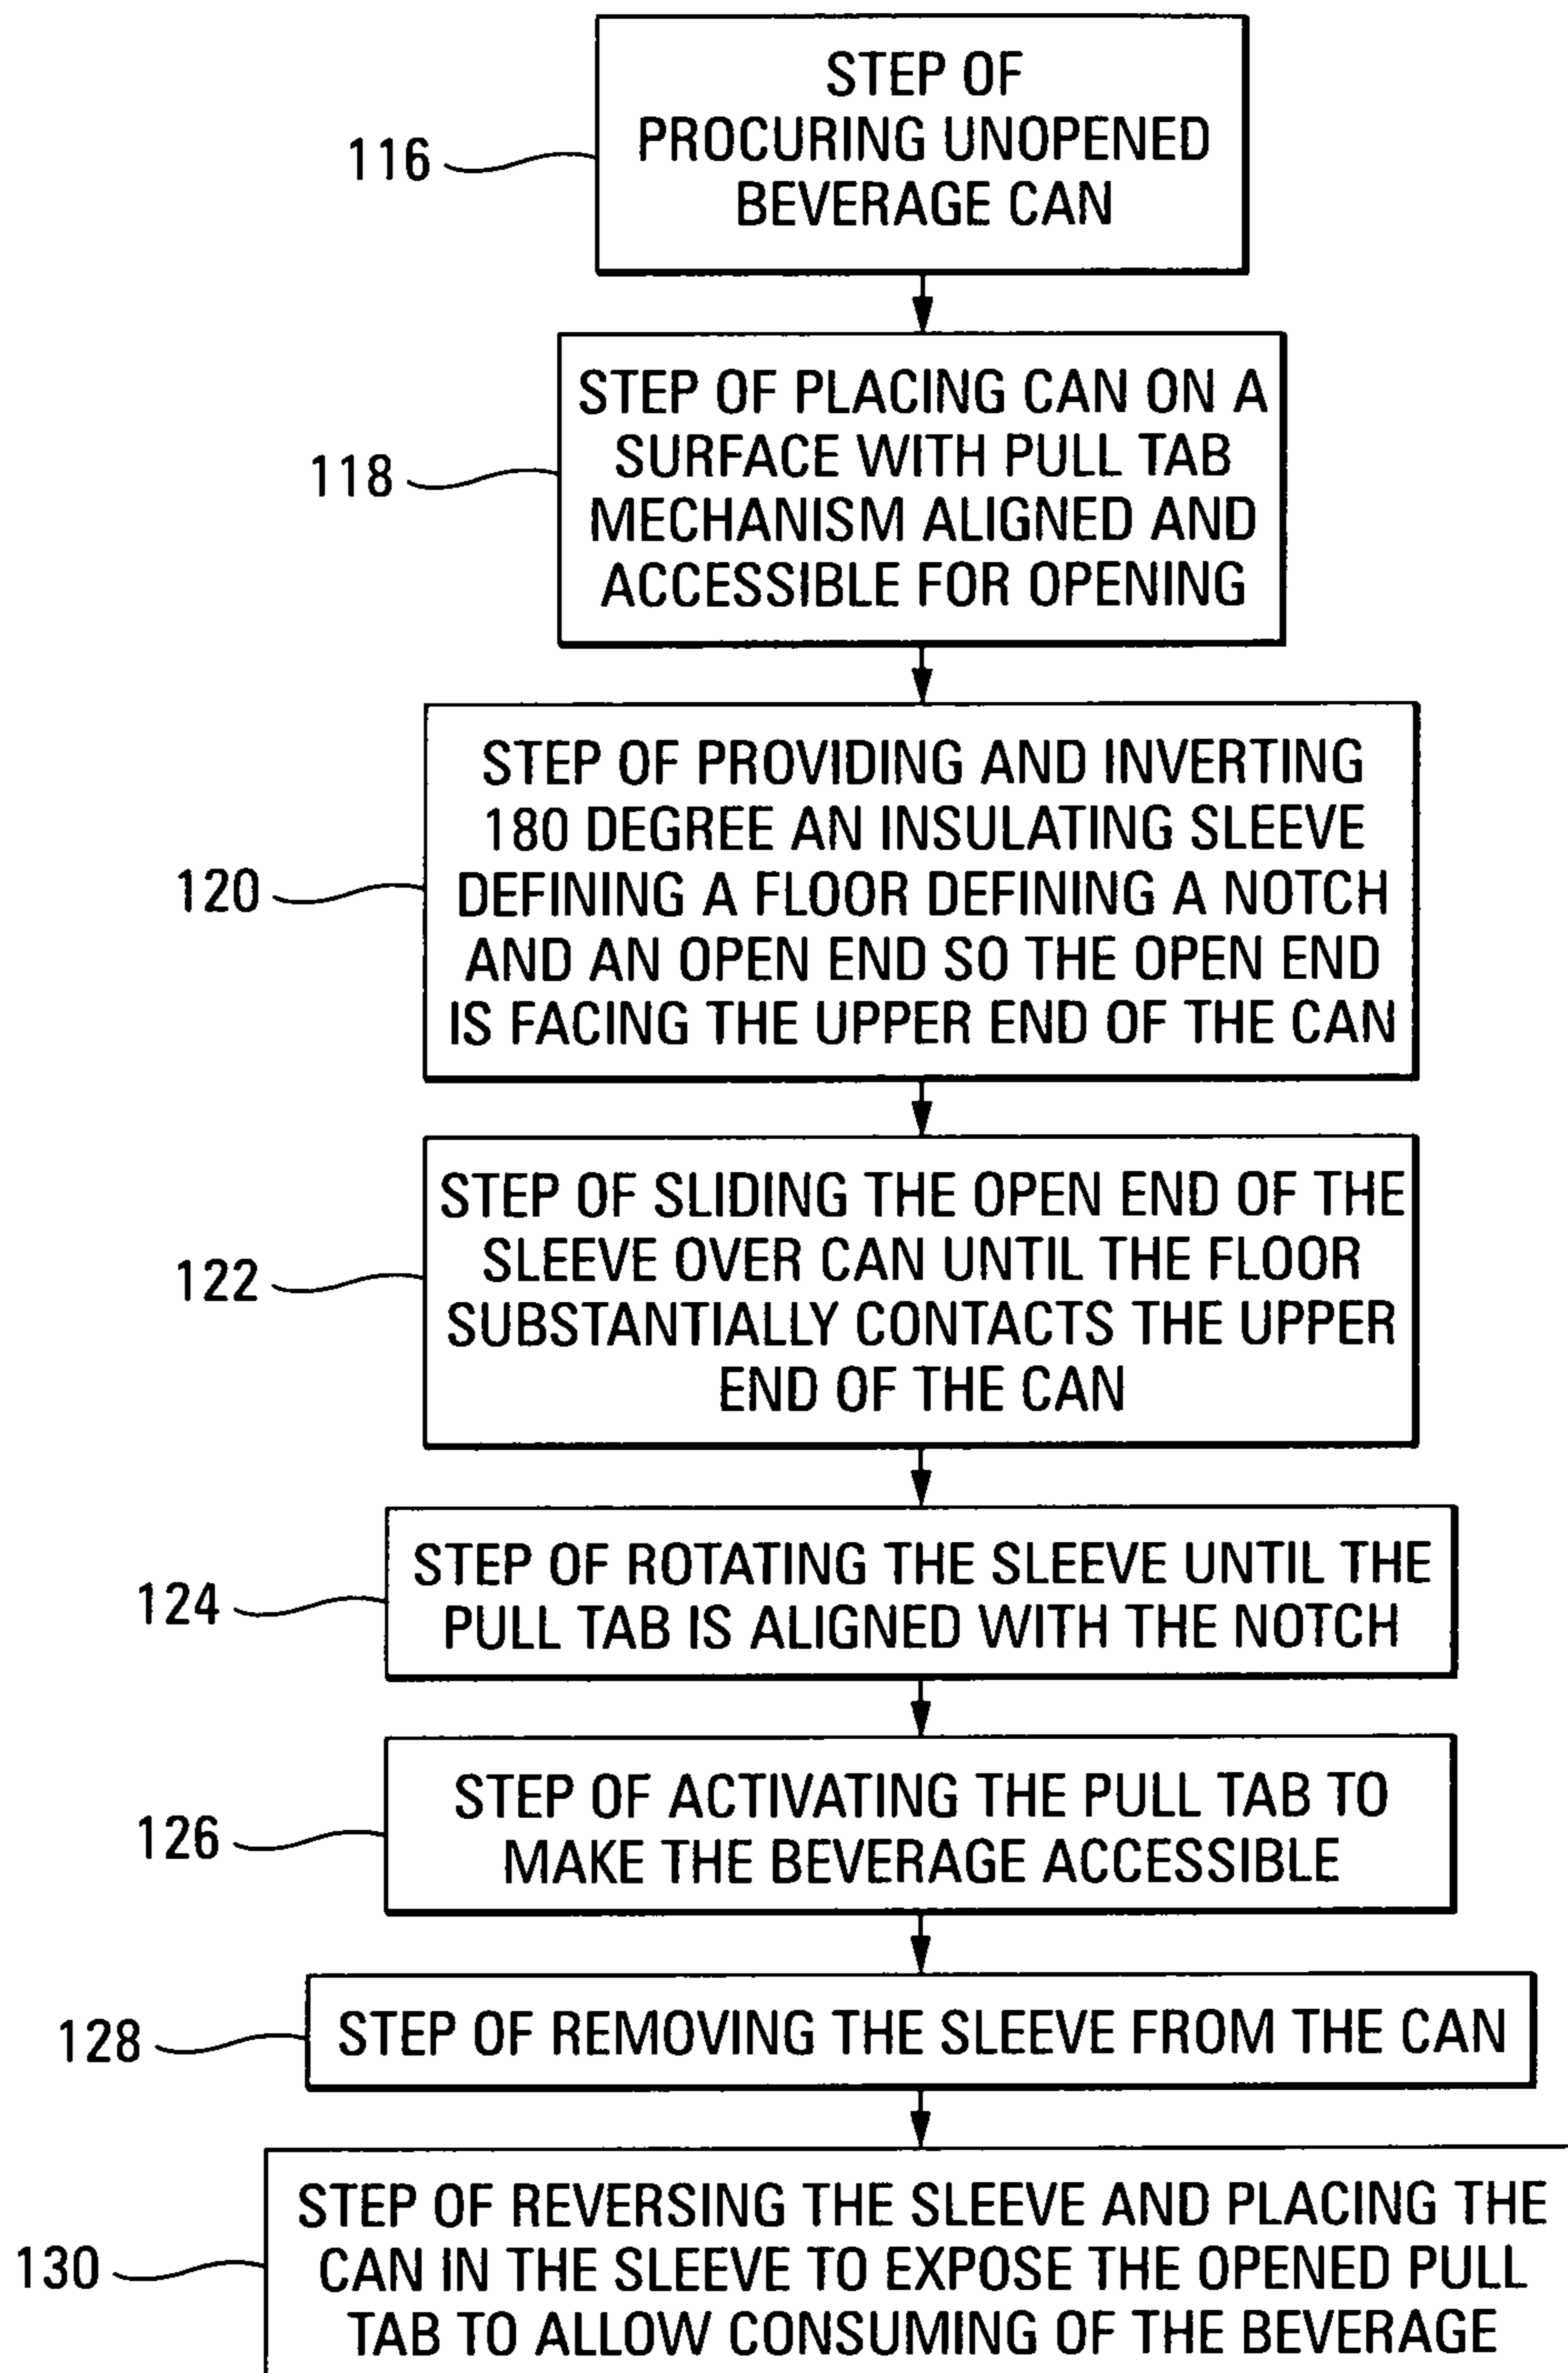 STEP OF
PROCURING UNOPENED
BEVERAGE CAN
116
STEP OF PLACING CAN ON A
SURFACE WITH PULL TAB
MECHANISM ALIGNED AND
ACCESSIBLE FOR OPENING
118
STEP OF PROVIDING AND INVERTING
180 DEGREE AN INSULATING SLEEVE
DEFINING A FLOOR DEFINING A NOTCH
AND AN OPEN END SO THE OPEN END
IS FACING THE UPPER END OF THE CAN
120
STEP OF SLIDING THE OPEN END OF THE
SLEEVE OVER CAN UNTIL THE FLOOR
SUBSTANTIALLY CONTACTS THE UPPER
END OF THE CAN
122
STEP OF ROTATING THE SLEEVE UNTIL THE
PULL TAB IS ALIGNED WITH THE NOTCH
124
STEP OF ACTIVATING THE PULL TAB TO
MAKE THE BEVERAGE ACCESSIBLE
126
STEP OF REMOVING THE SLEEVE FROM THE CAN
128
STEP OF REVERSING THE SLEEVE AND PLACING THE
CAN IN THE SLEEVE TO EXPOSE THE OPENED PULL
TAB TO ALLOW CONSUMING OF THE BEVERAGE
130